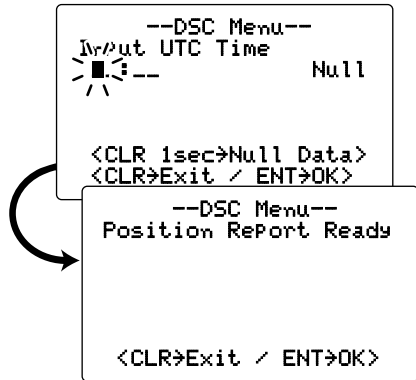 --DSC Menu--
Input UTC Time
█.:__ Null
<CLR 1sec→Null Data>
<CLR→Exit / ENT→OK>
--DSC Menu--
Position RePort Ready
<CLR→Exit / ENT→OK>